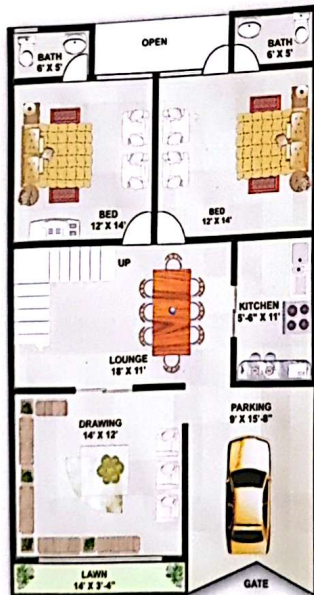 BATH
6' X 5'
OPEN
BATH
6' X 5'
BED
12' X 14'
BED
12' X 14'
UP
KITCHEN
5'-6" X 11'
LOUNGE
18' X 11'
DRAWING
14' X 12'
PARKING
9' X 15'-8"
LAWN
14' X 3'-6"
GATE